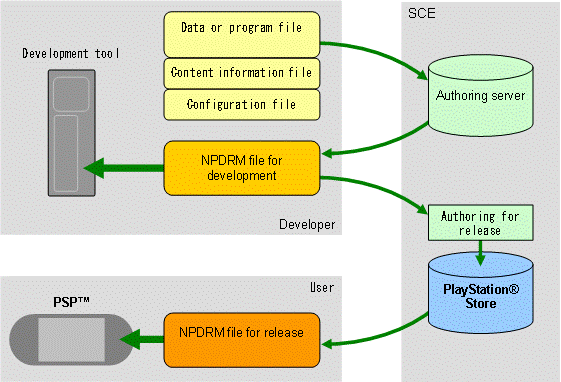 SCE
Data or program file
Development tool
Content information file
Authoring server
Configuration file
NPDRM file for
development
Developer
Authoring for
release
User
PSP™
PlayStation®
Store
NPDRM file for release